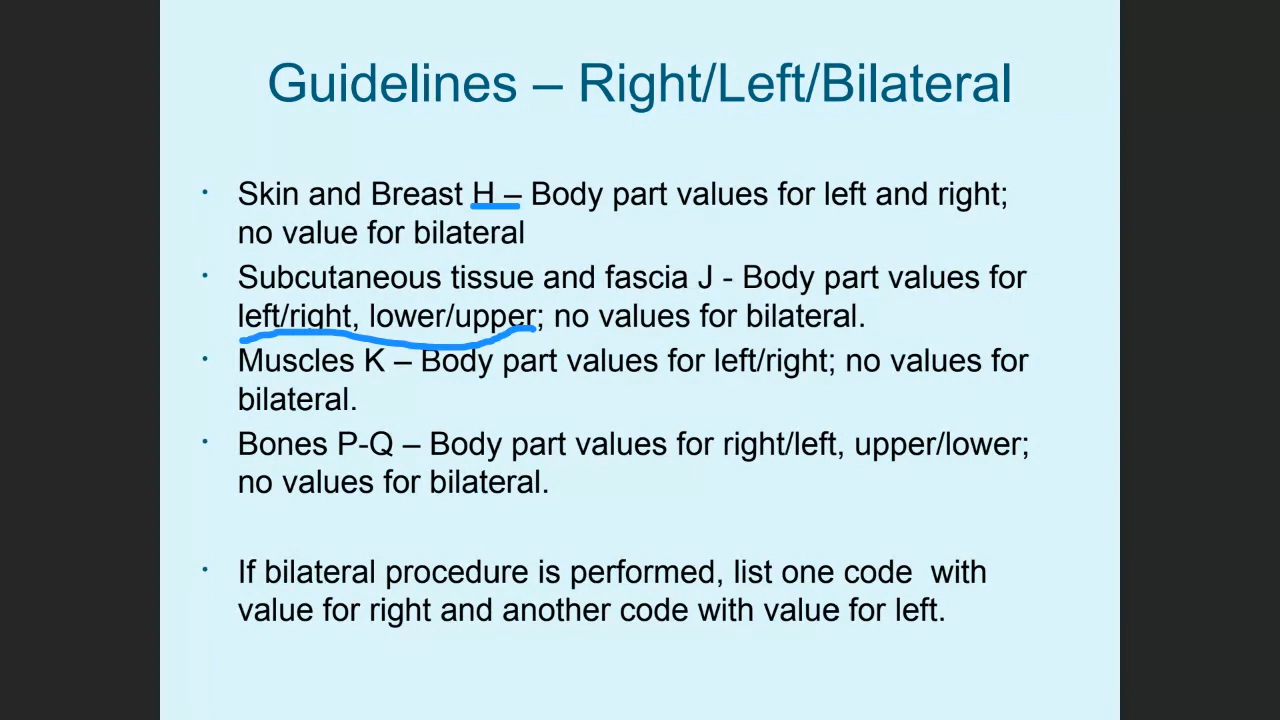 Guidelines – Right/Left/Bilateral
• Skin and Breast H – Body part values for left and right;
no value for bilateral
• Subcutaneous tissue and fascia J - Body part values for
left/right, lower/upper; no values for bilateral.
• Muscles K – Body part values for left/right; no values for
bilateral.
• Bones P-Q – Body part values for right/left, upper/lower;
no values for bilateral.
• If bilateral procedure is performed, list one code  with
value for right and another code with value for left.